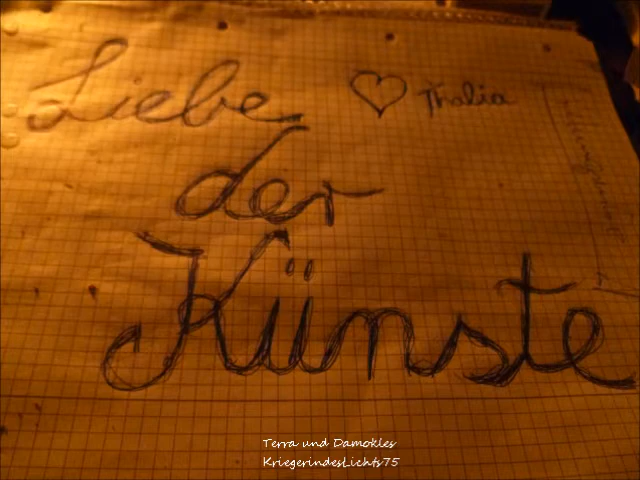 Liebe ♡ Thalia
der
Künste
Terra und Damokles
KriegerindesLichts75